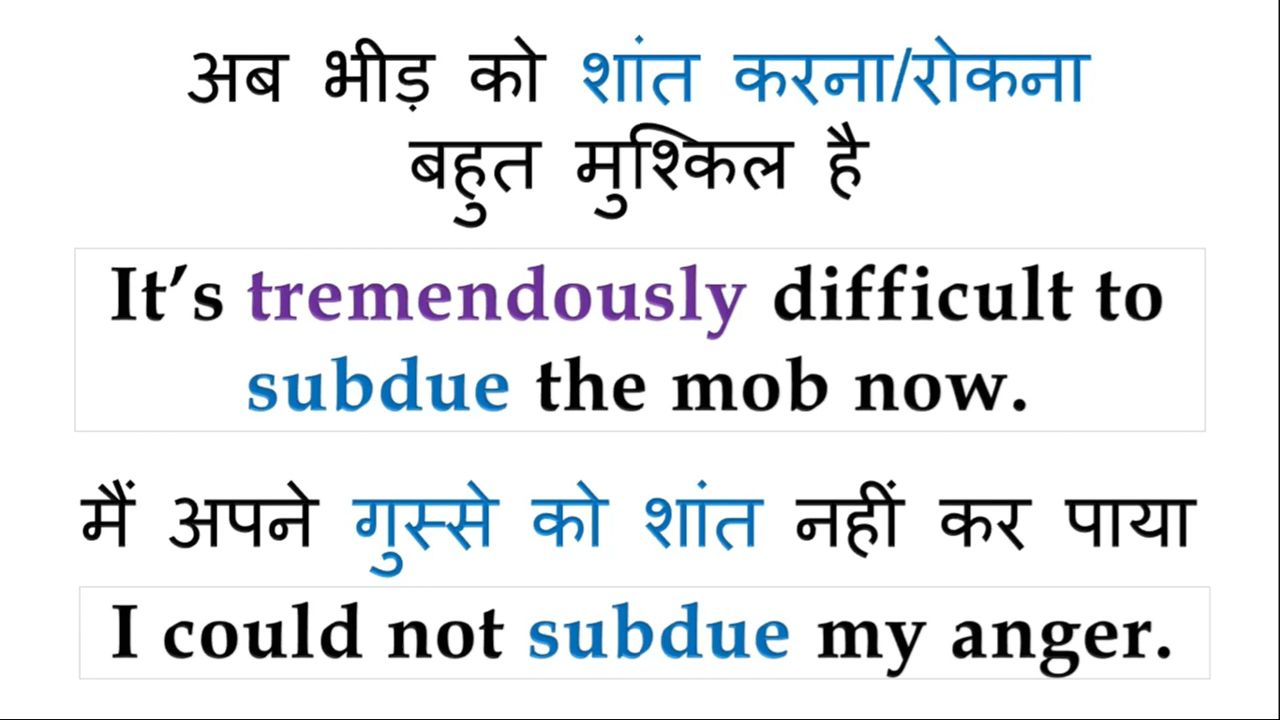 अब भीड़ को शांत करना/रोकना
बहुत मुश्किल है
It’s tremendously difficult to
subdue the mob now.
मैं अपने गुस्से को शांत नहीं कर पाया
I could not subdue my anger.